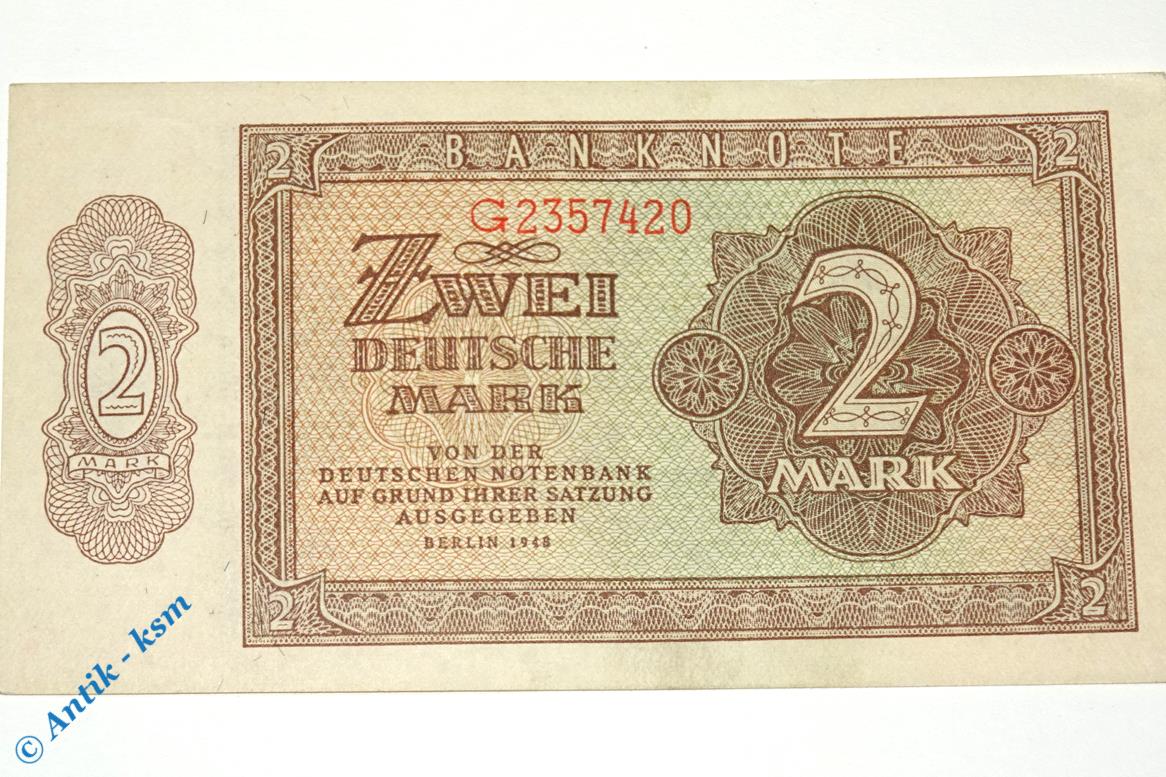 2 BANKNOTE 2
G2357420
ZWEI
DEUTSCHE
MARK
VON DER
DEUTSCHEN NOTENBANK
AUF GRUND IHRER SATZUNG
AUSGEGEBEN
BERLIN 1948
2
MARK
2
MARK
2 2
© Antik - ksm